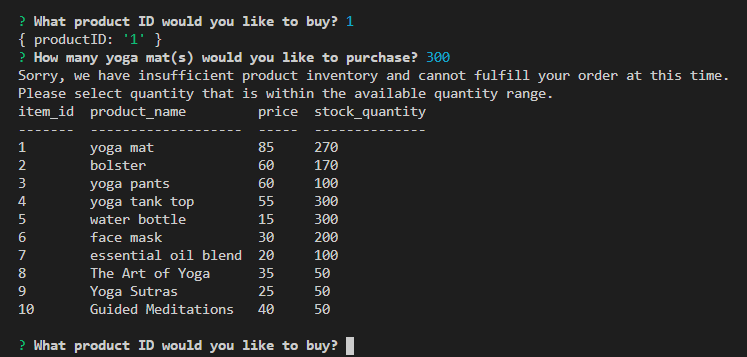 ? What product ID would you like to buy? 1
{ productID: '1' }
? How many yoga mat(s) would you like to purchase? 300
Sorry, we have insufficient product inventory and cannot fulfill your order at this time.
Please select quantity that is within the available quantity range.
item_id  product_name         price  stock_quantity
-------  -------------------  -----  --------------
1        yoga mat             85     270
2        bolster              60     170
3        yoga pants           60     100
4        yoga tank top        55     300
5        water bottle         15     300
6        face mask            30     200
7        essential oil blend  20     100
8        The Art of Yoga      35     50
9        Yoga Sutras          25     50
10       Guided Meditations   40     50
? What product ID would you like to buy?